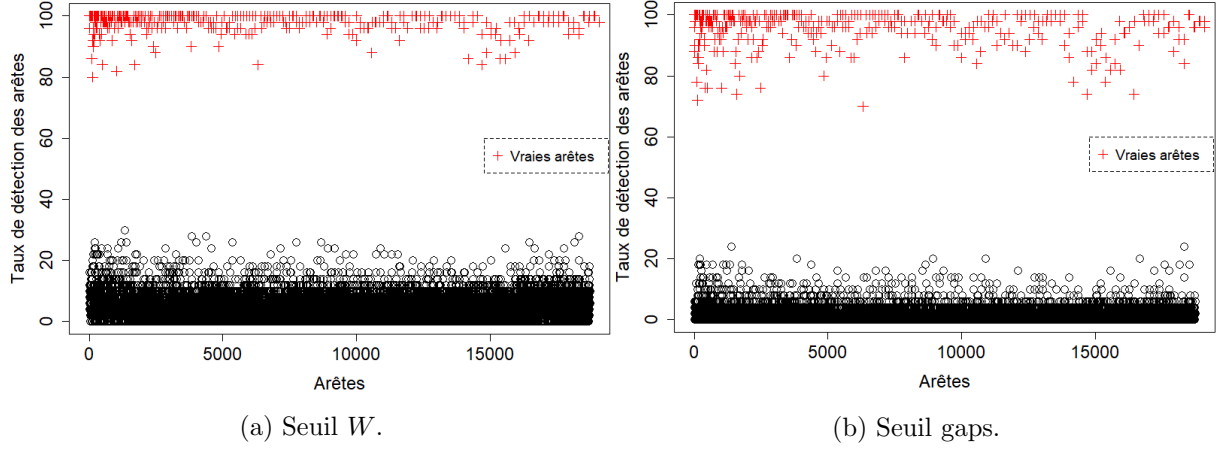 Taux de détection des arêtes
100
80
60
40
20
0
Vraies arêtes
0 5000 10000 15000
Arêtes
(a) Seuil W.
Taux de détection des arêtes
100
80
60
40
20
0
Vraies arêtes
0 5000 10000 15000
Arêtes
(b) Seuil gaps.